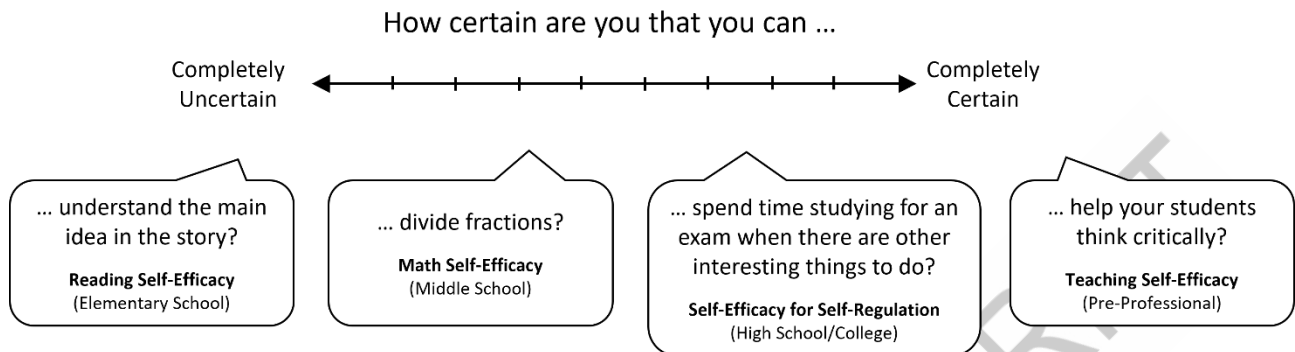 How certain are you that you can ...
Completely
Uncertain
Completely
Certain
... understand the main
idea in the story?
Reading Self-Efficacy
(Elementary School)
... divide fractions?
Math Self-Efficacy
(Middle School)
... spend time studying for an
exam when there are other
interesting things to do?
Self-Efficacy for Self-Regulation
(High School/College)
... help your students
think critically?
Teaching Self-Efficacy
(Pre-Professional)